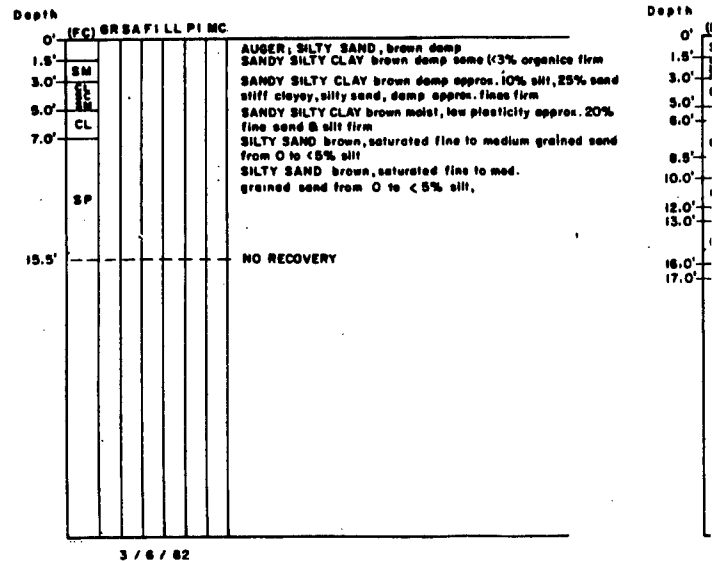 Depth
(FC) GR SA FI LL PI MC
0'
AUGER; SILTY SAND, brown damp
1.5'
SANDY SILTY CLAY brown damp some (<3% organics firm
SM
3.0'
SANDY SILTY CLAY brown damp approx. 10% silt, 25% sand
CL
stiff clayey, silty sand, damp approx. fines firm
SC
SM
5.0'
SANDY SILTY CLAY brown moist, low plasticity approx. 20%
CL
fine sand & silt firm
7.0'
SILTY SAND brown, saturated fine to medium grained sand
from 0 to <5% silt
SILTY SAND brown, saturated fine to med.
SP
grained sand from 0 to < 5% silt,
15.5'
NO RECOVERY
3 / 6 / 82
Depth
0'
1.5'
3.0'
5.0'
6.0'
8.5'
10.0'
12.0'
13.0'
16.0'
17.0'